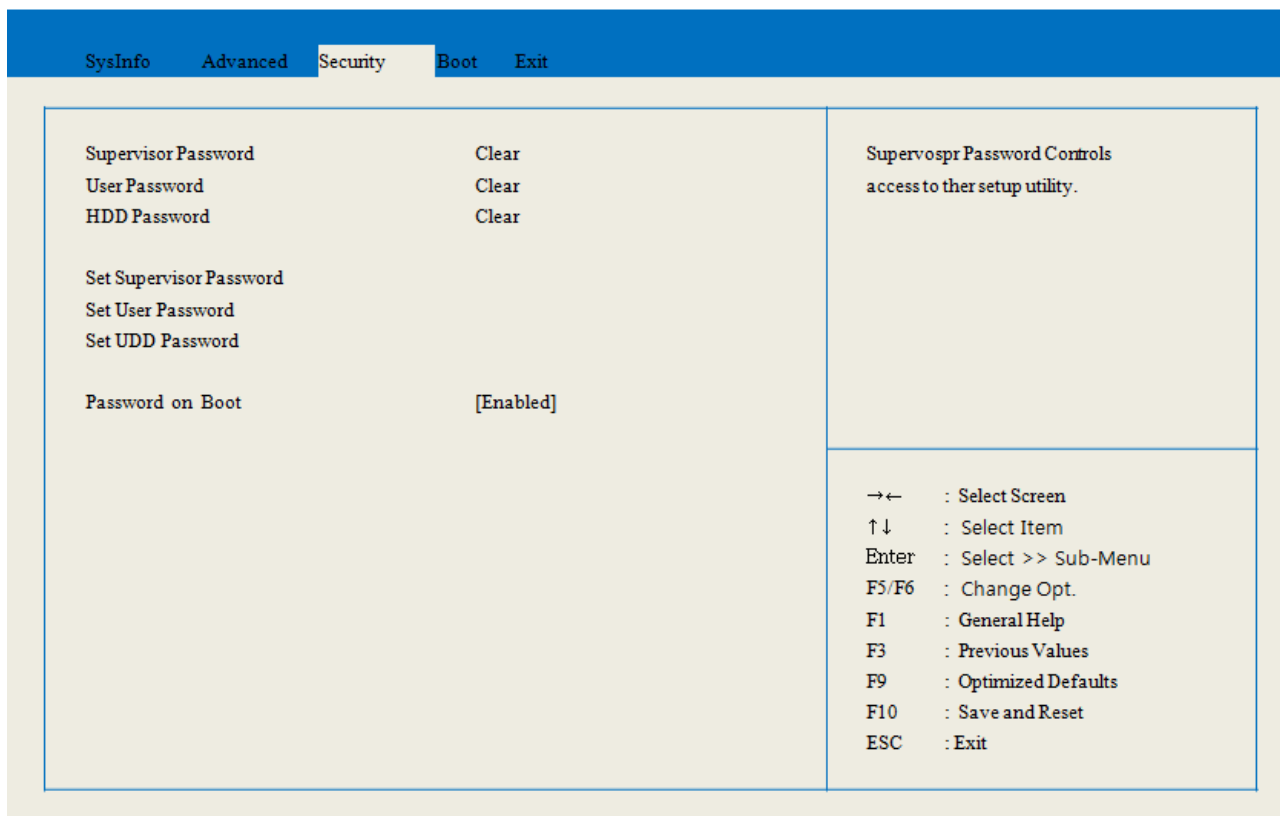 SysInfo Advanced Security Boot Exit
Supervisor Password Clear
User Password Clear
HDD Password Clear
Set Supervisor Password
Set User Password
Set UDD Password
Password on Boot [Enabled]
Supervospr Password Controls
access to ther setup utility.
→← : Select Screen
↑↓ : Select Item
Enter : Select >> Sub-Menu
F5/F6 : Change Opt.
F1 : General Help
F3 : Previous Values
F9 : Optimized Defaults
F10 : Save and Reset
ESC : Exit